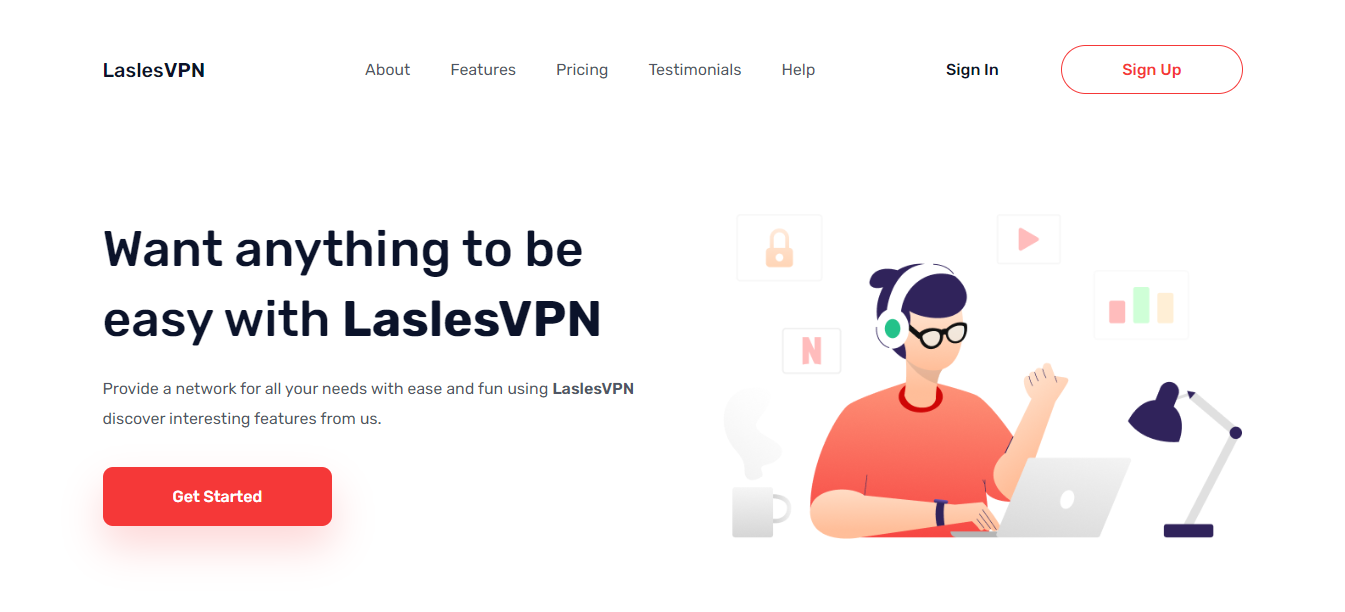 LaslesVPN
About
Features
Pricing
Testimonials
Help
Sign In
Sign Up
Want anything to be
easy with LaslesVPN
Provide a network for all your needs with ease and fun using LaslesVPN
discover interesting features from us.
Get Started
N